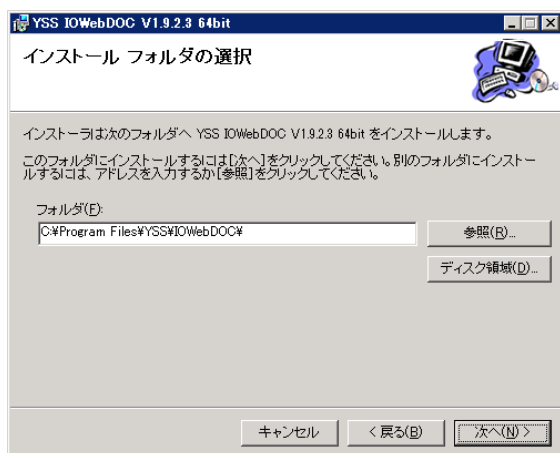 YSS IOWebDOC V1.9.2.3 64bit
インストール フォルダの選択
インストーラは次のフォルダへ YSS IOWebDOC V1.9.2.3 64bit をインストールします。
このフォルダにインストールするには[次へ]をクリックしてください。別のフォルダにインストー
ルするには、アドレスを入力するか[参照]をクリックしてください。
フォルダ(F):
C:¥Program Files¥YSS¥IOWebDOC¥
参照(R)...
ディスク領域(D)...
キャンセル
< 戻る(B)
次へ(N) >